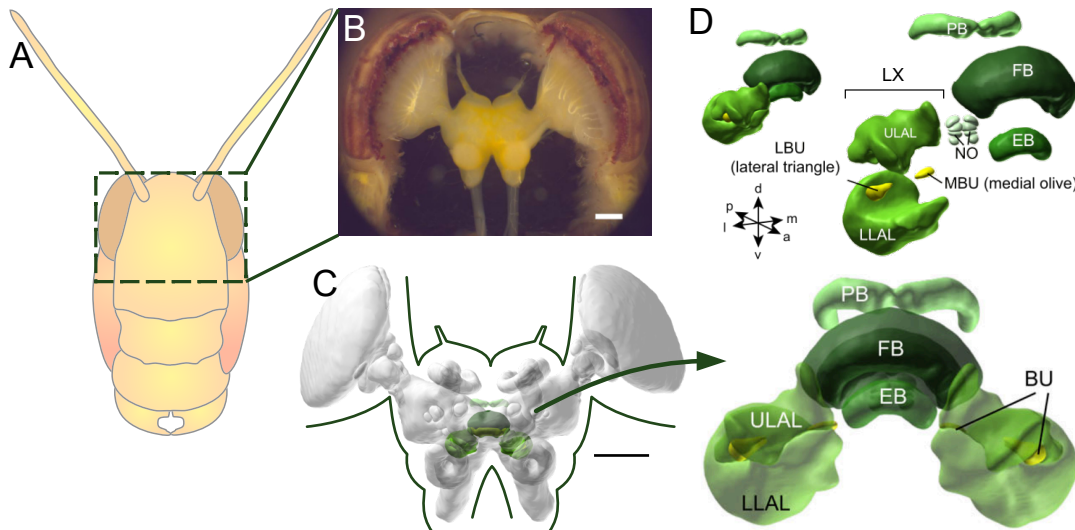 A
B
C
D
PB
FB
LX
ULAL
EB
NO
LBU
(lateral triangle)
MBU (medial olive)
LLAL
d
p
m
l
a
v
PB
FB
EB
BU
ULAL
LLAL